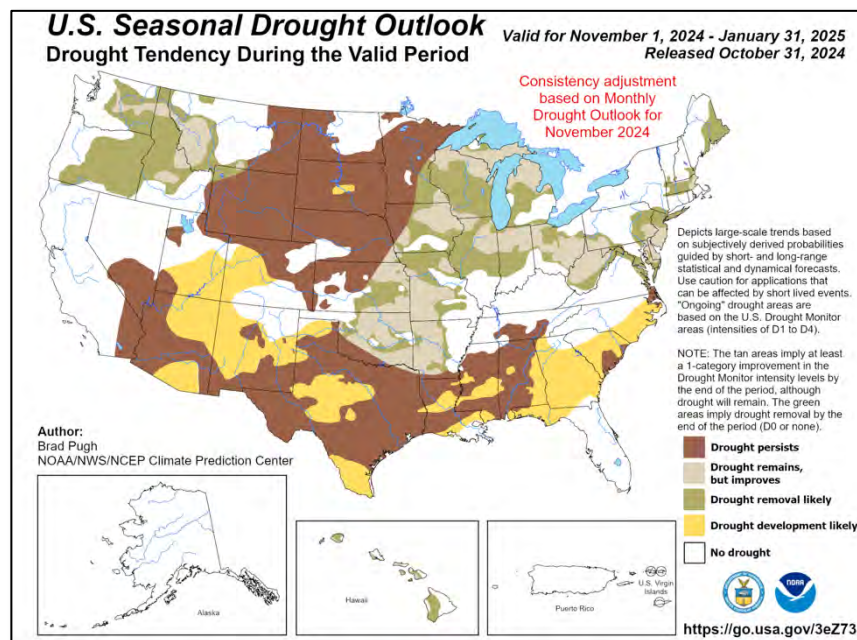 U.S. Seasonal Drought Outlook
Drought Tendency During the Valid Period
Valid for November 1, 2024 - January 31, 2025
Released October 31, 2024
Consistency adjustment
based on Monthly
Drought Outlook for
November 2024
Depicts large-scale trends based
on subjectively derived probabilities
guided by short- and long-range
statistical and dynamical forecasts.
Use caution for applications that
can be affected by short lived events.
"Ongoing" drought areas are
based on the U.S. Drought Monitor
areas (intensities of D1 to D4).
NOTE: The tan areas imply at least
a 1-category improvement in the
Drought Monitor intensity levels by
the end of the period, although
drought will remain. The green
areas imply drought removal by the
end of the period (D0 or none).
Author:
Brad Pugh
NOAA/NWS/NCEP Climate Prediction Center
Drought persists
Drought remains,
but improves
Drought removal likely
Drought development likely
No drought
Alaska
Hawaii
Puerto Rico
U.S. Virgin
Islands
NOAA
https://go.usa.gov/3eZ73